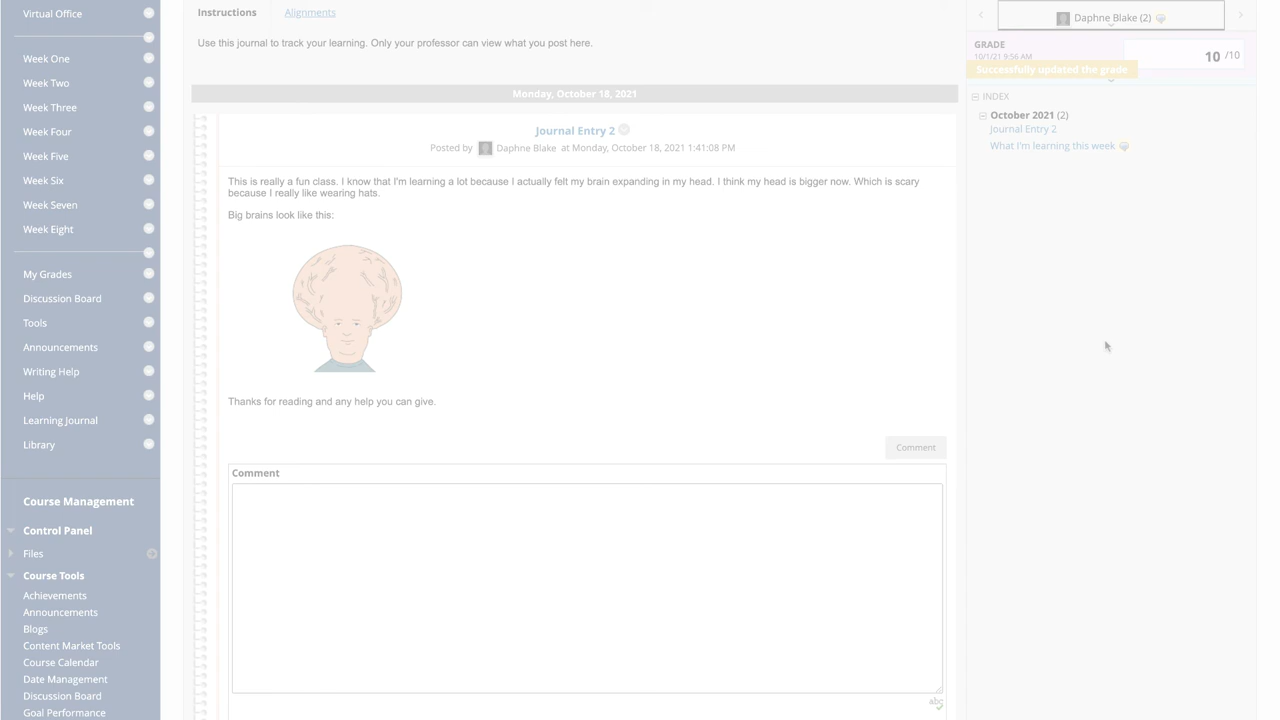 Virtual Office
Week One
Week Two
Week Three
Week Four
Week Five
Week Six
Week Seven
Week Eight
My Grades
Discussion Board
Tools
Announcements
Writing Help
Help
Learning Journal
Library
Course Management
Control Panel
Files
Course Tools
Achievements
Announcements
Blogs
Content Market Tools
Course Calendar
Date Management
Discussion Board
Goal Performance
Instructions Alignments
Use this journal to track your learning. Only your professor can view what you post here.
Monday, October 18, 2021
Journal Entry 2
Posted by Daphne Blake at Monday, October 18, 2021 1:41:08 PM
This is really a fun class. I know that I'm learning a lot because I actually felt my brain expanding in my head. I think my head is bigger now. Which is scary
because I really like wearing hats.
Big brains look like this:
Thanks for reading and any help you can give.
Comment
Comment
abc
Daphne Blake (2)
GRADE
10/1/21 9:56 AM
10 /10
Successfully updated the grade
INDEX
October 2021 (2)
Journal Entry 2
What I'm learning this week